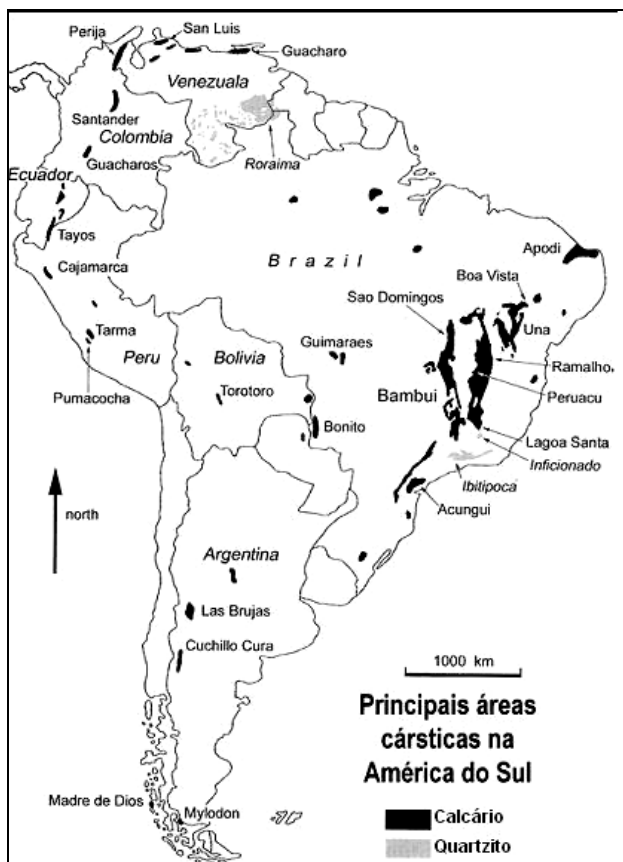 San Luis
Perija
Guacharo
Venezuala
Santander
Colombia
Guacharos
Roraima
Ecuador
Tayos
Brazil
Apodi
Cajamarca
Boa Vista
Sao Domingos
Una
Tarma
Guimaraes
Peru
Bolivia
Ramalho
Pumacocha
Torotoro
Bambui
Peruacu
Bonito
Lagoa Santa
Inficionado
Ibitipoca
north
Acungui
Argentina
Las Brujas
Cuchillo Cura
1000 km
Principais áreas
cársticas na
América do Sul
Madre de Dios
Mylodon
Calcário
Quartzito